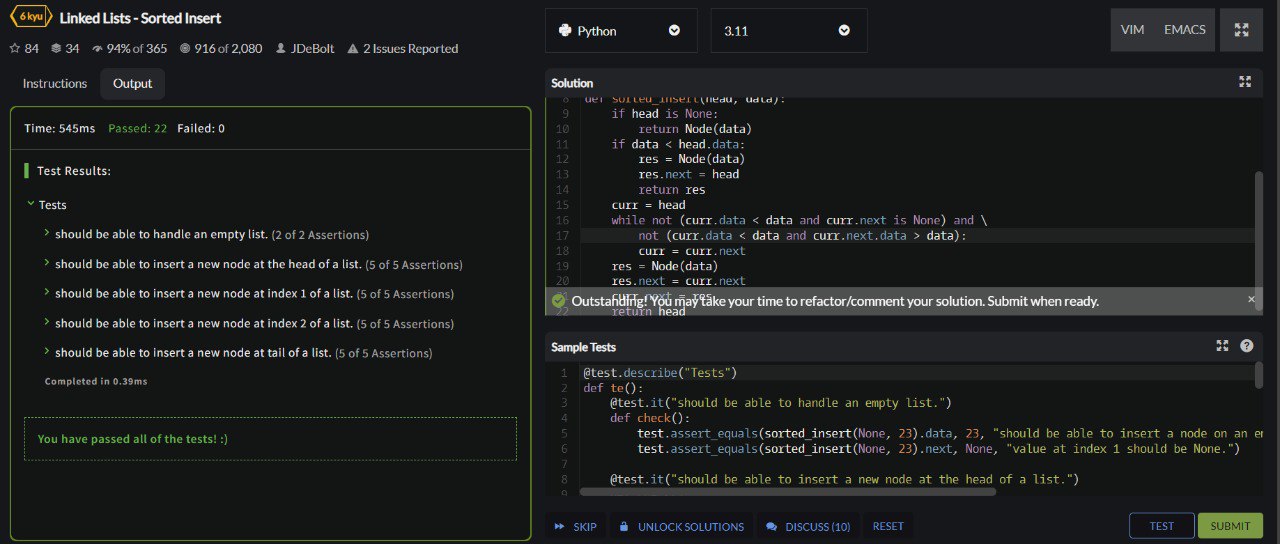 6 kyu Linked Lists - Sorted Insert
84 34 94% of 365 916 of 2,080 JDeBolt 2 Issues Reported
Instructions Output
Time: 545ms Passed: 22 Failed: 0
Test Results:
Tests
should be able to handle an empty list. (2 of 2 Assertions)
should be able to insert a new node at the head of a list. (5 of 5 Assertions)
should be able to insert a new node at index 1 of a list. (5 of 5 Assertions)
should be able to insert a new node at index 2 of a list. (5 of 5 Assertions)
should be able to insert a new node at tail of a list. (5 of 5 Assertions)
Completed in 0.39ms
You have passed all of the tests! :)
Python 3.11 VIM EMACS
Solution
8 def sorted_insert(head, data):
9 if head is None:
10 return Node(data)
11 if data < head.data:
12 res = Node(data)
13 res.next = head
14 return res
15 curr = head
16 while not (curr.data < data and curr.next is None) and \
17 not (curr.data < data and curr.next.data > data):
18 curr = curr.next
19 res = Node(data)
20 res.next = curr.next
21 curr.next = res
Outstanding! You may take your time to refactor/comment your solution. Submit when ready. ×
22 return head
Sample Tests
1 @test.describe("Tests")
2 def te():
3 @test.it("should be able to handle an empty list.")
4 def check():
5 test.assert_equals(sorted_insert(None, 23).data, 23, "should be able to insert a node on an
6 test.assert_equals(sorted_insert(None, 23).next, None, "value at index 1 should be None.")
7
8 @test.it("should be able to insert a new node at the head of a list.")
9
SKIP UNLOCK SOLUTIONS DISCUSS (10) RESET TEST SUBMIT